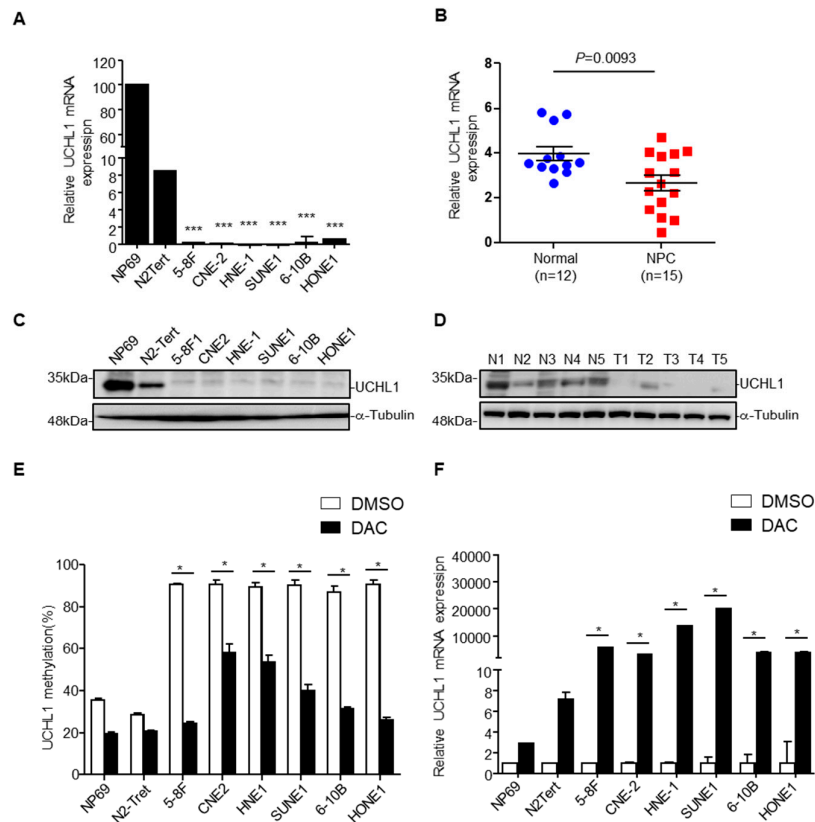 A
Relative UCHL1 mRNA
expressipn
120
100
80
60
10
8
6
4
2
0
***
***
***
***
***
***
NP69
N2Tert
5-8F
CNE-2
HNE-1
SUNE1
6-10B
HONE1
B
Relative UCHL1 mRNA
expression
P=0.0093
8
6
4
2
0
Normal
(n=12)
NPC
(n=15)
C
NP69
N2-Tert
5-8F1
CNE2
HNE-1
SUNE1
6-10B
HONE1
35kDa-
-UCHL1
48kDa-
-α-Tubulin
D
N1 N2 N3 N4 N5 T1 T2 T3 T4 T5
35kDa-
-UCHL1
48kDa-
-α-Tubulin
E
DMSO
DAC
UCHL1 methylation(%)
100
80
60
40
20
0
*
*
*
*
*
*
NP69
N2-Tret
5-8F
CNE2
HNE1
SUNE1
6-10B
HONE1
F
DMSO
DAC
Relative UCHL1 mRNA expression
40000
30000
20000
10000
10
8
6
4
2
0
*
*
*
*
*
*
NP69
N2Tert
5-8F
CNE-2
HNE-1
SUNE1
6-10B
HONE1